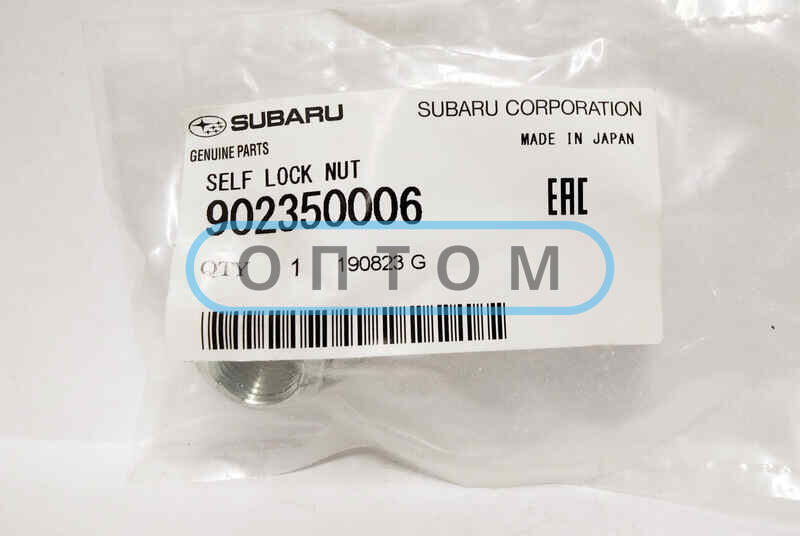 SUBARU
SUBARU CORPORATION
GENUINE PARTS
MADE IN JAPAN
SELF LOCK NUT
902350006
EAC
QTY 1 190823 G
ОПТОМ